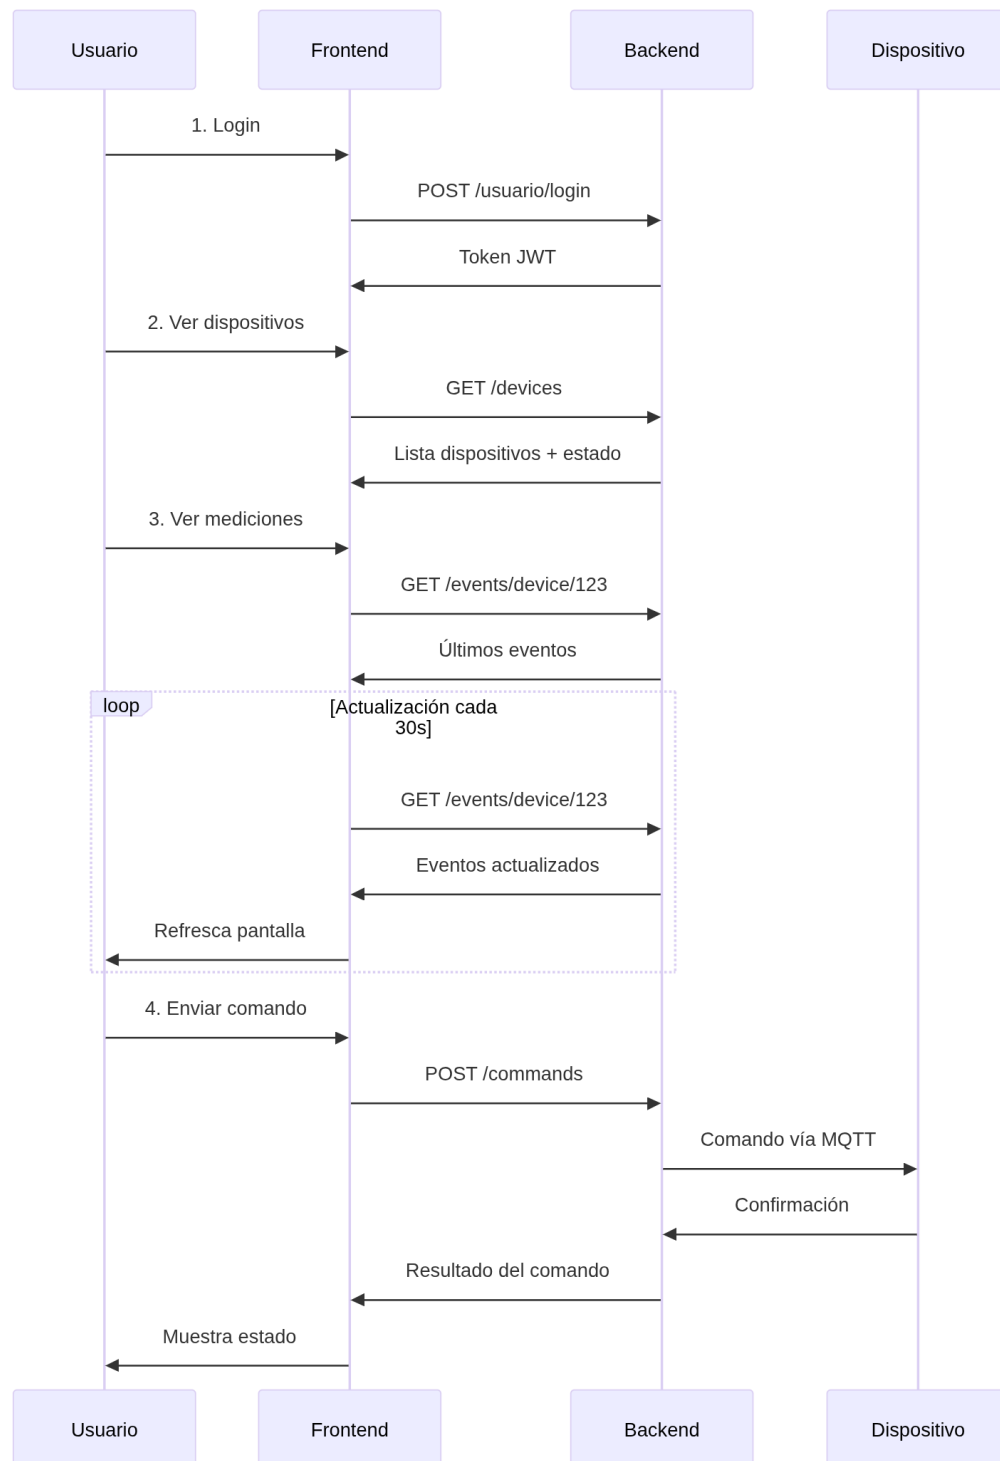 Usuario
Frontend
Backend
Dispositivo
1. Login
POST /usuario/login
Token JWT
2. Ver dispositivos
GET /devices
Lista dispositivos + estado
3. Ver mediciones
GET /events/device/123
Últimos eventos
loop
[Actualización cada
30s]
GET /events/device/123
Eventos actualizados
Refresca pantalla
4. Enviar comando
POST /commands
Comando vía MQTT
Confirmación
Resultado del comando
Muestra estado
Usuario
Frontend
Backend
Dispositivo